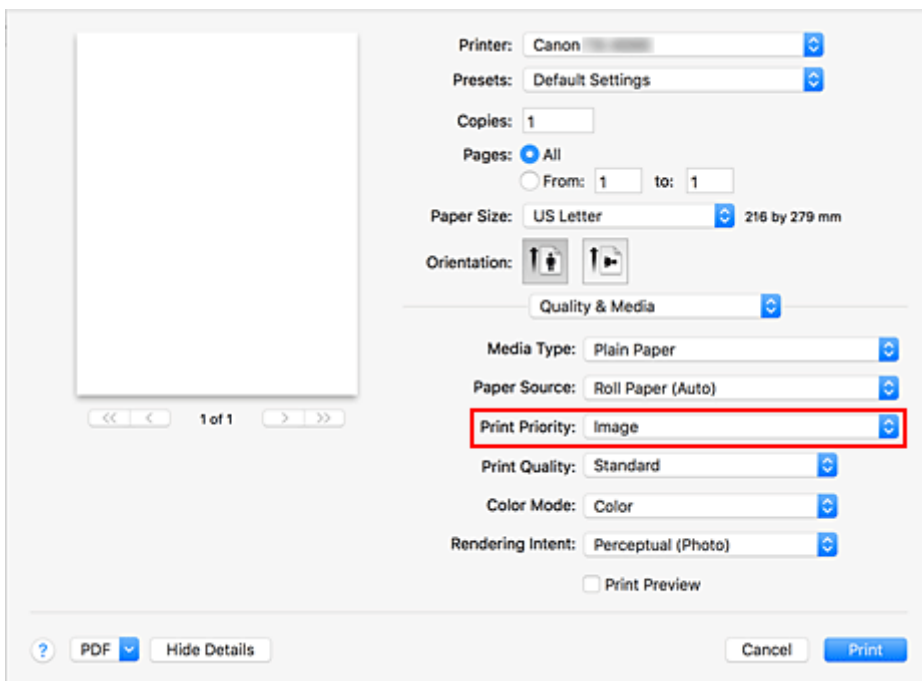 Printer: Canon
Presets: Default Settings
Copies: 1
Pages: All
From: 1 to: 1
Paper Size: US Letter 216 by 279 mm
Orientation:
Quality & Media
Media Type: Plain Paper
Paper Source: Roll Paper (Auto)
<< < 1 of 1 > >>
Print Priority: Image
Print Quality: Standard
Color Mode: Color
Rendering Intent: Perceptual (Photo)
Print Preview
? PDF Hide Details Cancel Print